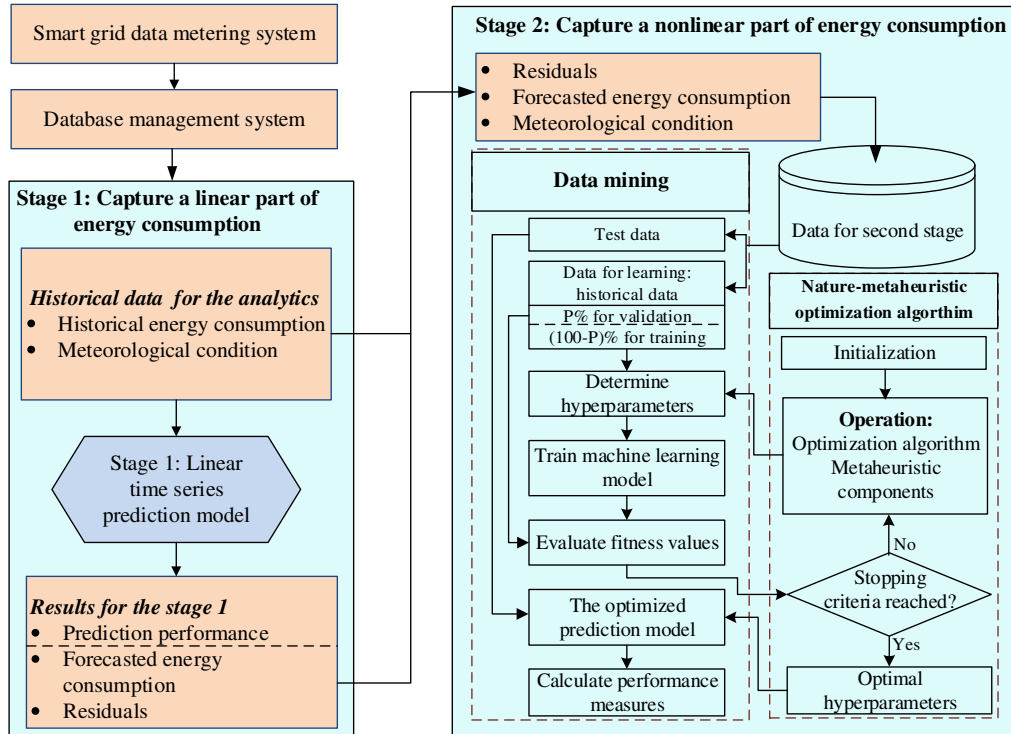 Smart grid data metering system
Database management system
Stage 1: Capture a linear part of
energy consumption
Historical data for the analytics
• Historical energy consumption
• Meteorological condition
Stage 1: Linear
time series
prediction model
Results for the stage 1
• Prediction performance
• Forecasted energy
consumption
• Residuals
Stage 2: Capture a nonlinear part of energy consumption
• Residuals
• Forecasted energy consumption
• Meteorological condition
Data for second stage
Data mining
Test data
Data for learning:
historical data
P% for validation
(100-P)% for training
Determine
hyperparameters
Train machine learning
model
Evaluate fitness values
The optimized
prediction model
Calculate performance
measures
Nature-metaheuristic
optimization algorthim
Initialization
Operation:
Optimization algorithm
Metaheuristic
components
No
Stopping
criteria reached?
Yes
Optimal
hyperparameters